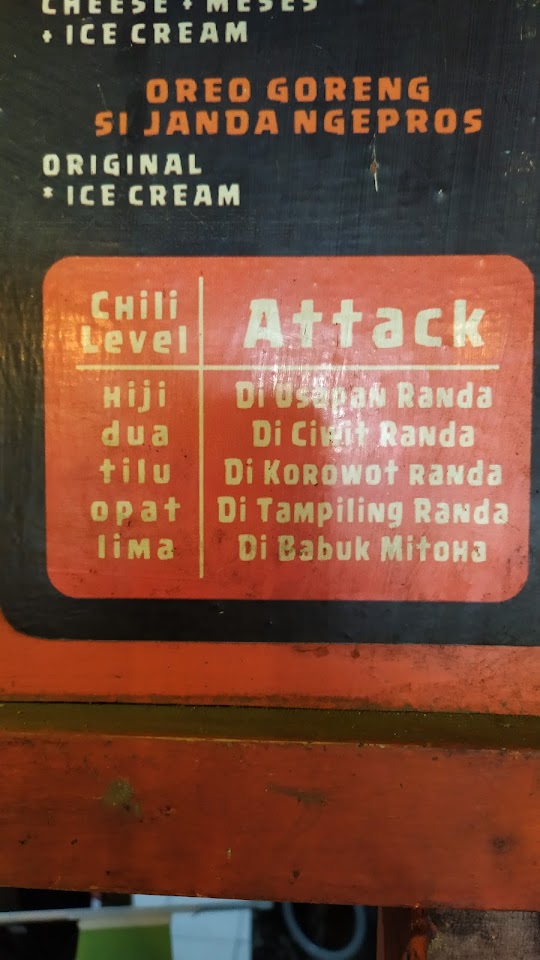 CHEESE + MESES
+ ICE CREAM
OREO GORENG
SI JANDA NGEPROS
ORIGINAL
* ICE CREAM
CHili Level
Attack
Hiji
Di Usapan Randa
dua
Di Ciwit Randa
tilu
Di Korowot Randa
opat
Di Tampiling Randa
lima
Di Babuk Mitoha